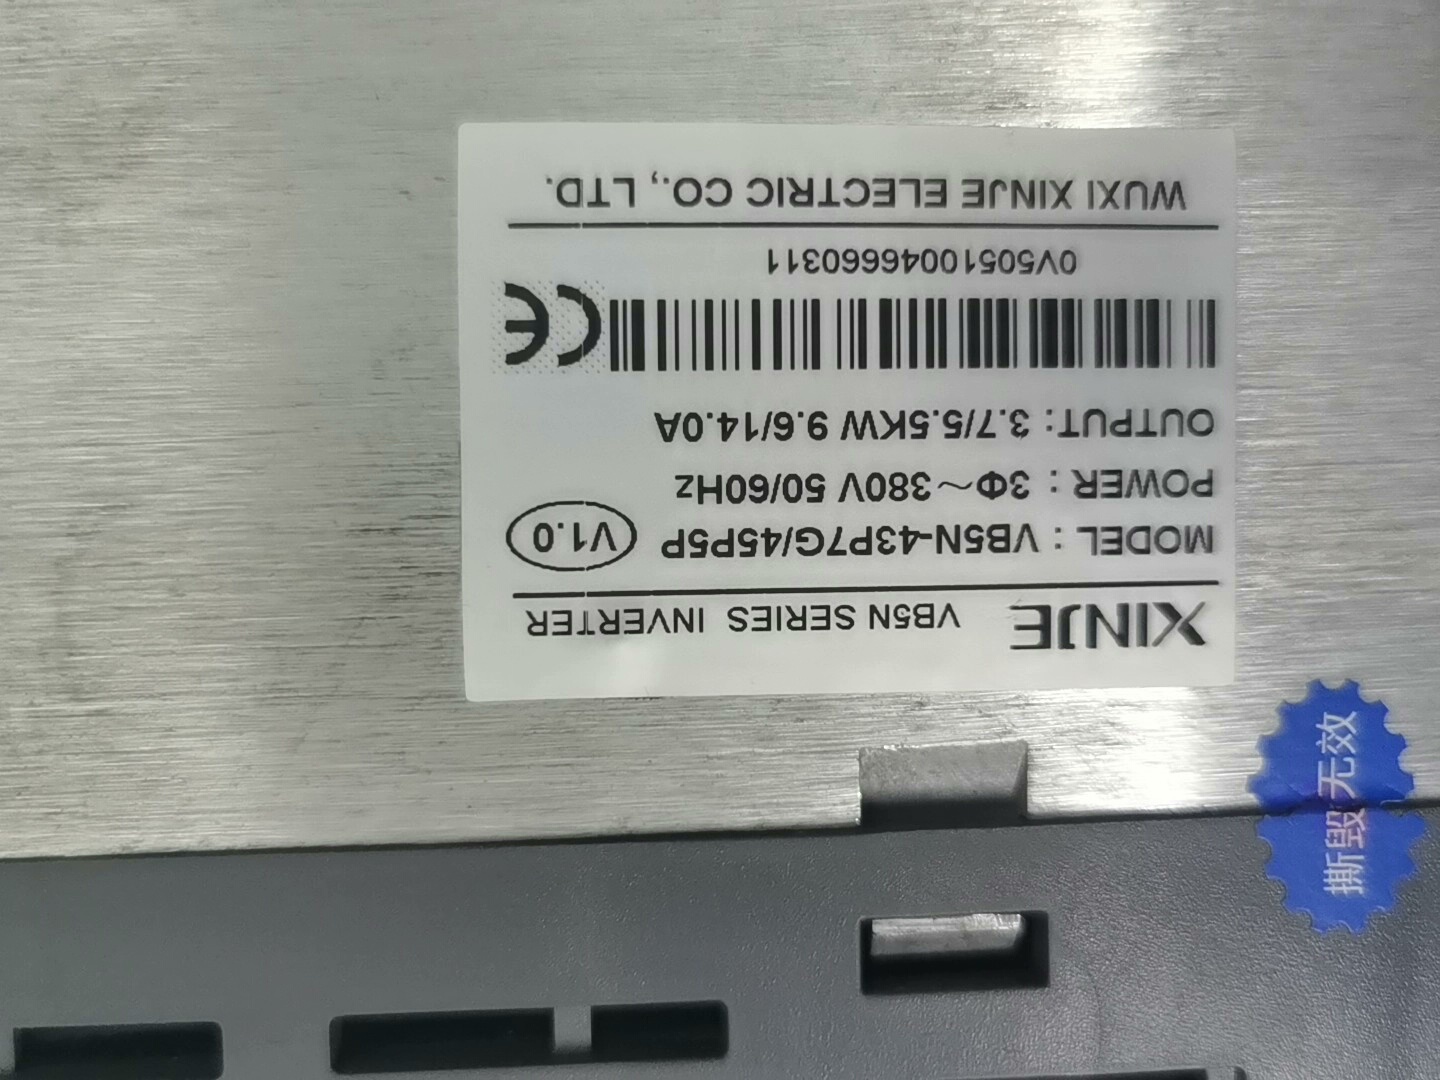 XINJE VB5N SERIES INVERTER
MODEL: VB5N-43P7G/45P5P V1.0
POWER: 3Φ~380V 50/60Hz
OUTPUT: 3.7/5.5KW 9.6/14.0A
CE
0V50510046660311
WUXI XINJE ELECTRIC CO., LTD.
撕毁无效